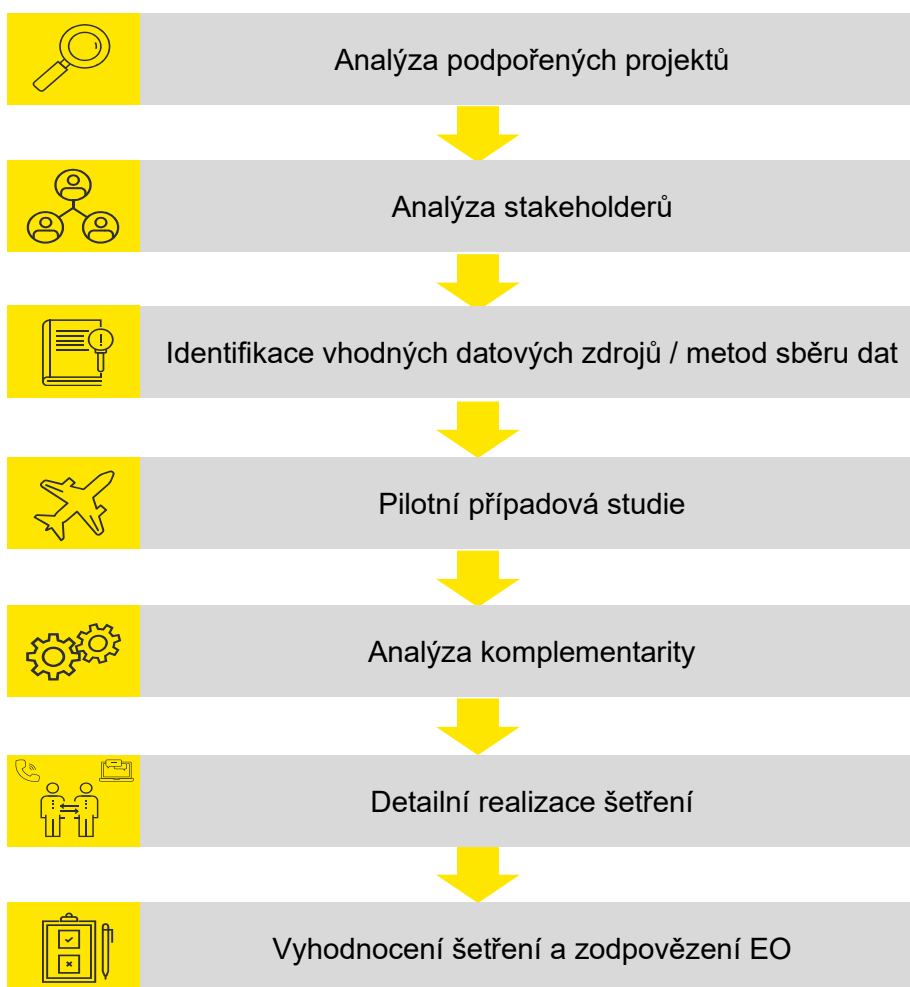 Analýza podpořených projektů
Analýza stakeholderů
Identifikace vhodných datových zdrojů / metod sběru dat
Pilotní případová studie
Analýza komplementarity
Detailní realizace šetření
Vyhodnocení šetření a zodpovězení EO